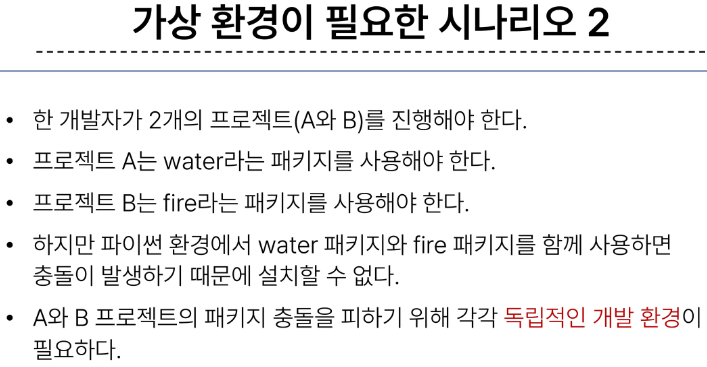 가상 환경이 필요한 시나리오 2
• 한 개발자가 2개의 프로젝트(A와 B)를 진행해야 한다.
• 프로젝트 A는 water라는 패키지를 사용해야 한다.
• 프로젝트 B는 fire라는 패키지를 사용해야 한다.
• 하지만 파이썬 환경에서 water 패키지와 fire 패키지를 함께 사용하면
충돌이 발생하기 때문에 설치할 수 없다.
• A와 B 프로젝트의 패키지 충돌을 피하기 위해 각각 독립적인 개발 환경이
필요하다.